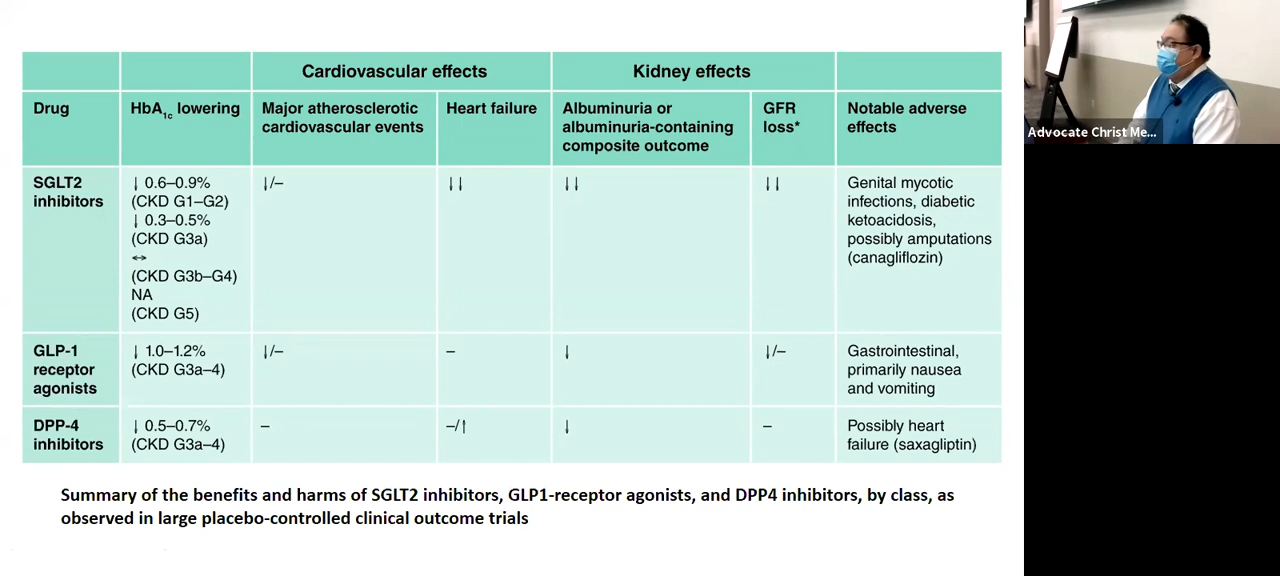 Cardiovascular effects
Kidney effects
Drug
HbA1c lowering
Major atherosclerotic
cardiovascular events
Heart failure
Albuminuria or
albuminuria-containing
composite outcome
GFR
loss*
Notable adverse
effects
SGLT2
inhibitors
↓ 0.6–0.9%
(CKD G1–G2)
↓ 0.3–0.5%
(CKD G3a)
↔
(CKD G3b–G4)
NA
(CKD G5)
↓/–
↓↓
↓↓
↓↓
Genital mycotic
infections, diabetic
ketoacidosis,
possibly amputations
(canagliflozin)
GLP-1
receptor
agonists
↓ 1.0–1.2%
(CKD G3a–4)
↓/–
–
↓
↓/–
Gastrointestinal,
primarily nausea
and vomiting
DPP-4
inhibitors
↓ 0.5–0.7%
(CKD G3a–4)
–
–/↑
↓
–
Possibly heart
failure (saxagliptin)
Summary of the benefits and harms of SGLT2 inhibitors, GLP1-receptor agonists, and DPP4 inhibitors, by class, as
observed in large placebo-controlled clinical outcome trials
Advocate Christ Me...